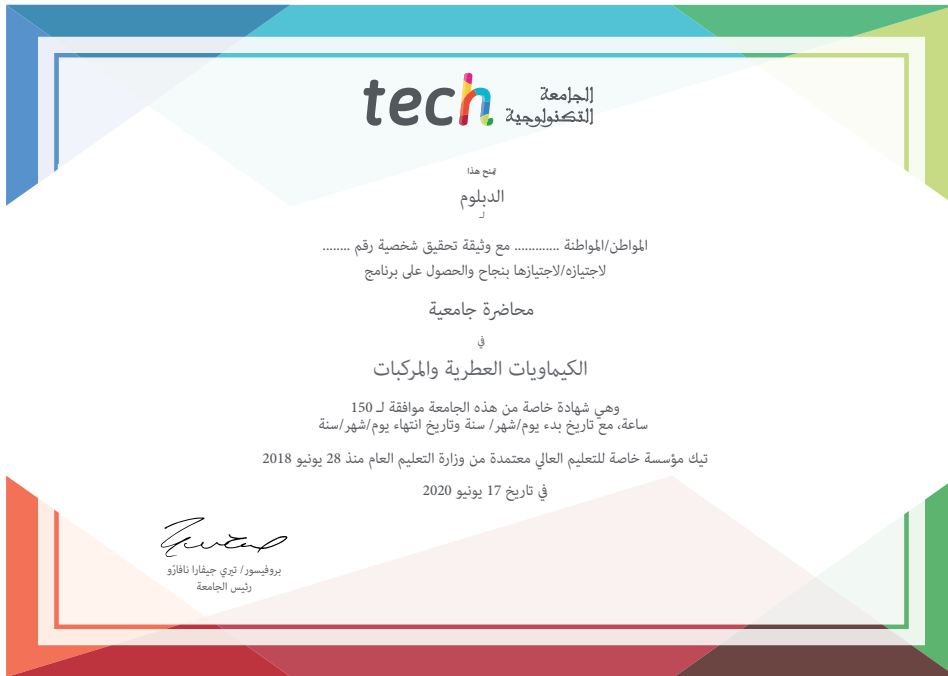 tech الجامعة
التكنولوجية
تمنح هذا
الدبلوم
لـ
المواطن/المواطنة ............. مع وثيقة تحقيق شخصية رقم ........
لاجتيازه/لاجتيازها بنجاح والحصول على برنامج
محاضرة جامعية
في
الكيماويات العطرية والمركبات
وهي شهادة خاصة من هذه الجامعة موافقة لـ 150
ساعة، مع تاريخ بدء يوم/شهر/ سنة وتاريخ انتهاء يوم/شهر/سنة
تيك مؤسسة خاصة للتعليم العالي معتمدة من وزارة التعليم العام منذ 28 يونيو 2018
في تاريخ 17 يونيو 2020
بروفيسور/ تيري جيفارا نافارّو
رئيس الجامعة